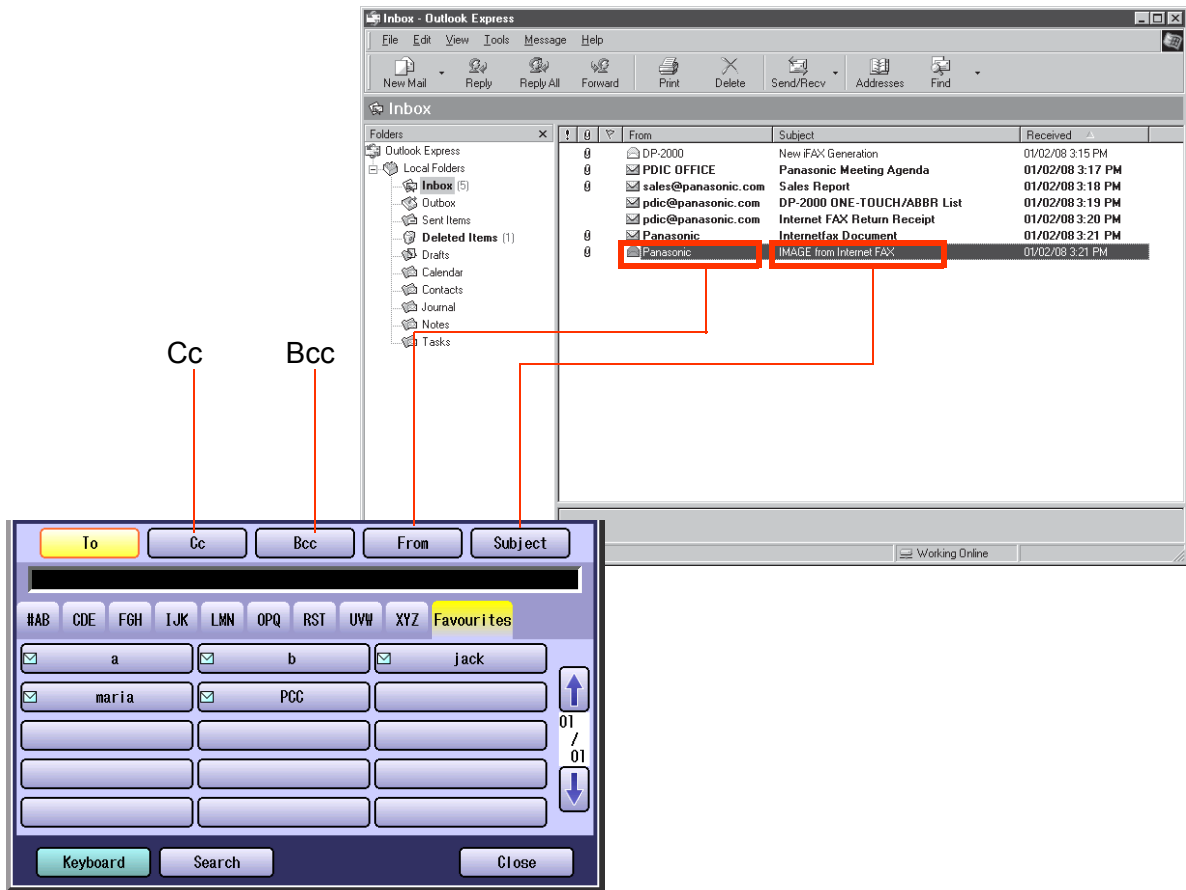 Inbox - Outlook Express
File Edit View Tools Message Help
New Mail Reply Reply All Forward Print Delete Send/Recv Addresses Find
Inbox
Folders
! From Subject Received
Outlook Express
Local Folders
Inbox (5)
Outbox
Sent Items
Deleted Items (1)
Drafts
Calendar
Contacts
Journal
Notes
Tasks
DP-2000 New iFAX Generation 01/02/08 3:15 PM
PDIC OFFICE Panasonic Meeting Agenda 01/02/08 3:17 PM
sales@panasonic.com Sales Report 01/02/08 3:18 PM
pdic@panasonic.com DP-2000 ONE-TOUCH/ABBR List 01/02/08 3:19 PM
pdic@panasonic.com Internet FAX Return Receipt 01/02/08 3:20 PM
Panasonic Internetfax Document 01/02/08 3:21 PM
Panasonic IMAGE from Internet FAX 01/02/08 3:21 PM
Cc Bcc
Working Online
To Cc Bcc From Subject
#AB CDE FGH IJK LMN OPQ RST UVW XYZ Favourites
a b jack
maria PCC
01
/
01
Keyboard Search Close